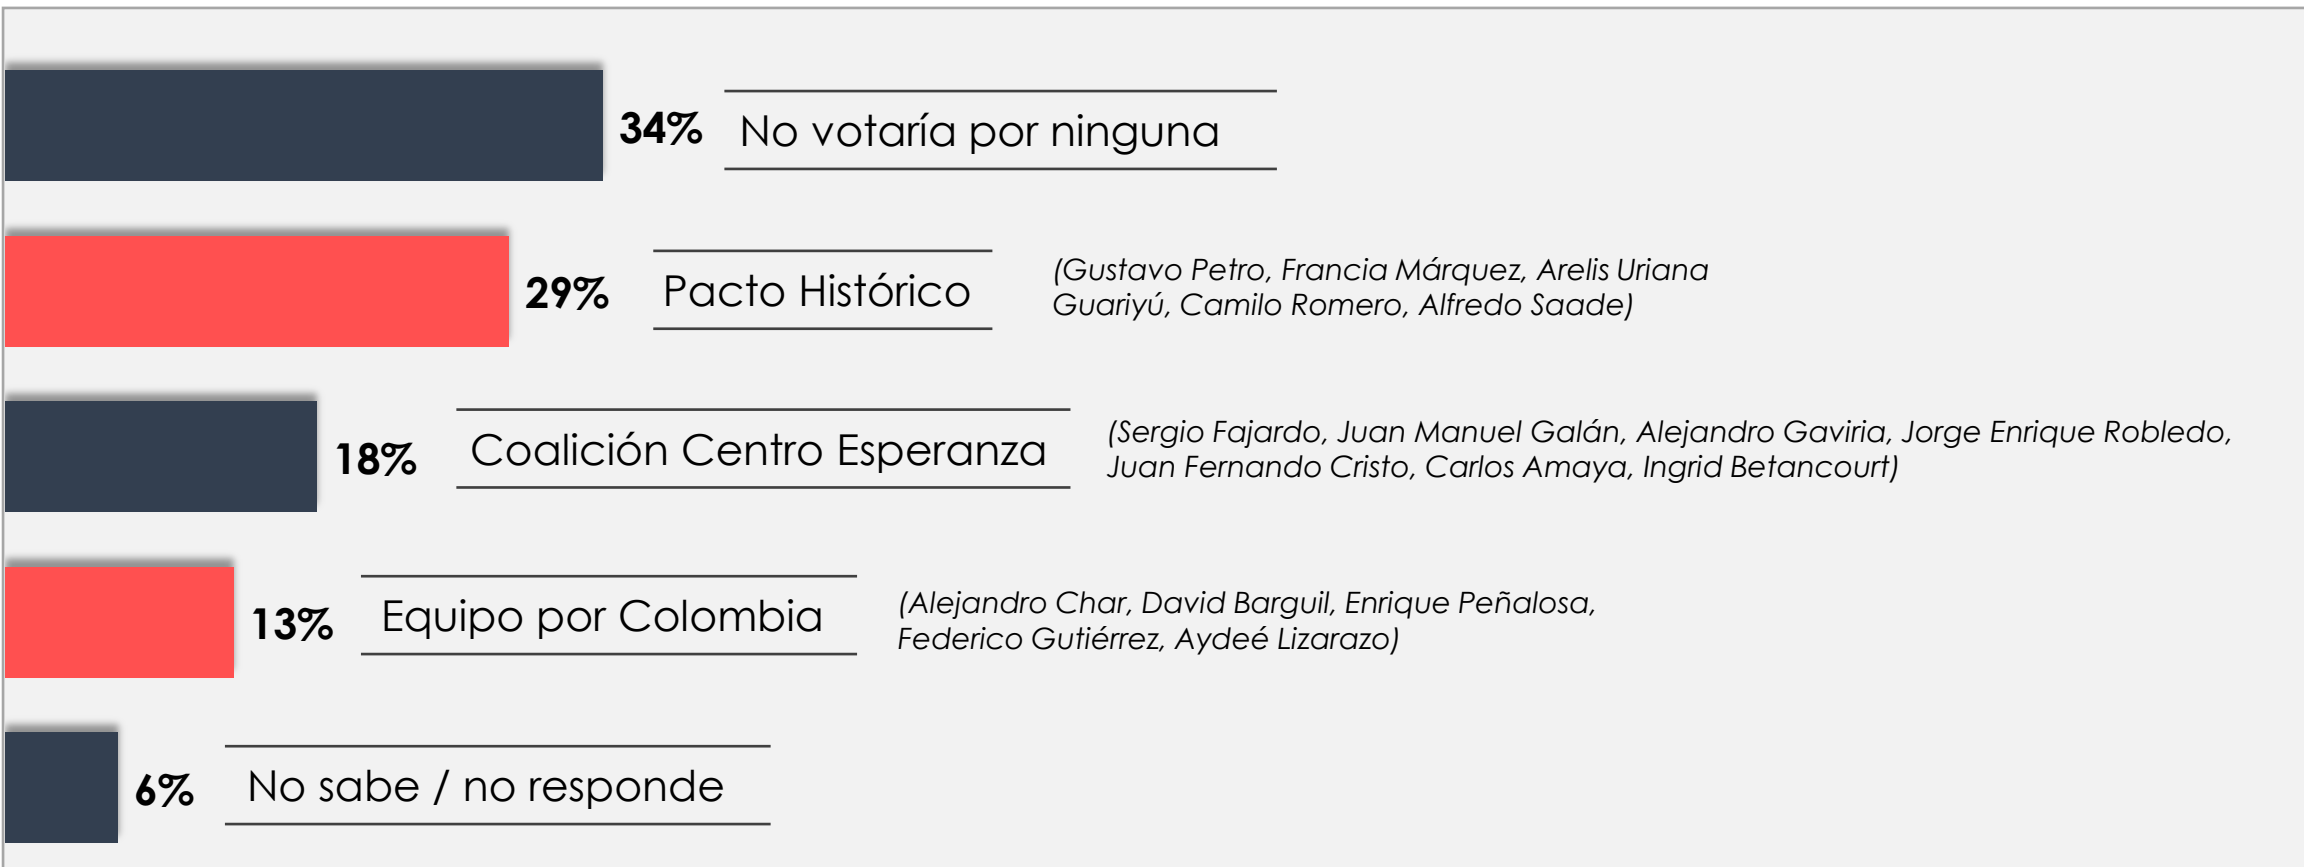 34% No votaría por ninguna
29% Pacto Histórico
(Gustavo Petro, Francia Márquez, Arelis Uriana
Guariyú, Camilo Romero, Alfredo Saade)
18% Coalición Centro Esperanza
(Sergio Fajardo, Juan Manuel Galán, Alejandro Gaviria, Jorge Enrique Robledo,
Juan Fernando Cristo, Carlos Amaya, Ingrid Betancourt)
13% Equipo por Colombia
(Alejandro Char, David Barguil, Enrique Peñalosa,
Federico Gutiérrez, Aydeé Lizarazo)
6% No sabe / no responde